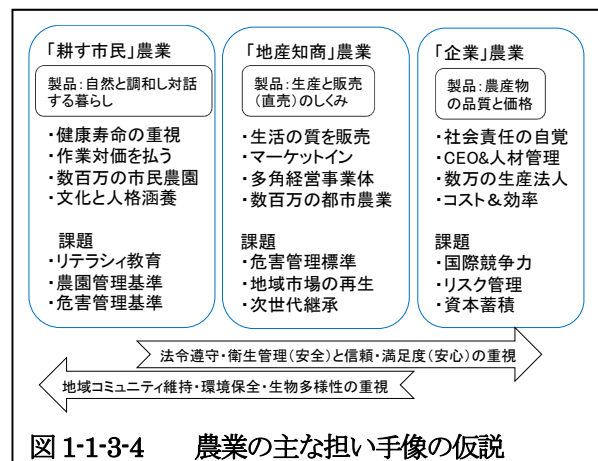 「耕す市民」農業
製品:自然と調和し対話
する暮らし
・健康寿命の重視
・作業対価を払う
・数百万の市民農園
・文化と人格涵養
課題
・リテラシィ教育
・農園管理基準
・危害管理基準
「地産知商」農業
製品:生産と販売
(直売)のしくみ
・生活の質を販売
・マーケットイン
・多角経営事業体
・数百万の都市農業
課題
・危害管理標準
・地域市場の再生
・次世代継承
「企業」農業
製品:農産物
の品質と価格
・社会責任の自覚
・CEO&人材管理
・数万の生産法人
・コスト&効率
課題
・国際競争力
・リスク管理
・資本蓄積
法令遵守・衛生管理(安全)と信頼・満足度(安心)の重視
地域コミュニティ維持・環境保全・生物多様性の重視
図 1-1-3-4 農業の主な担い手像の仮説